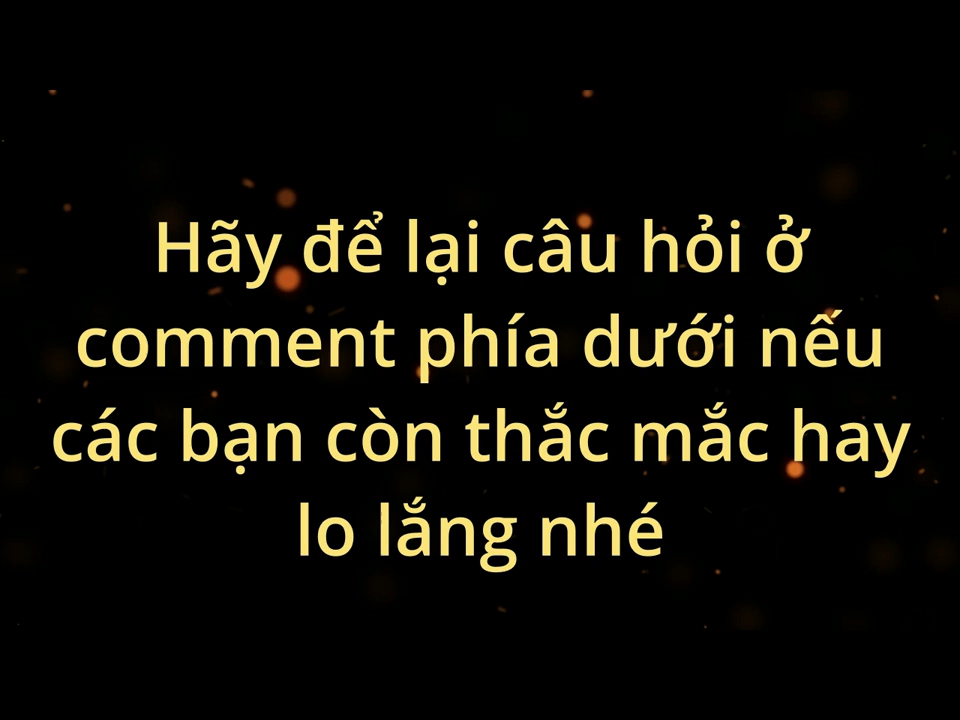 Hãy để lại câu hỏi ở
comment phía dưới nếu
các bạn còn thắc mắc hay
lo lắng nhé